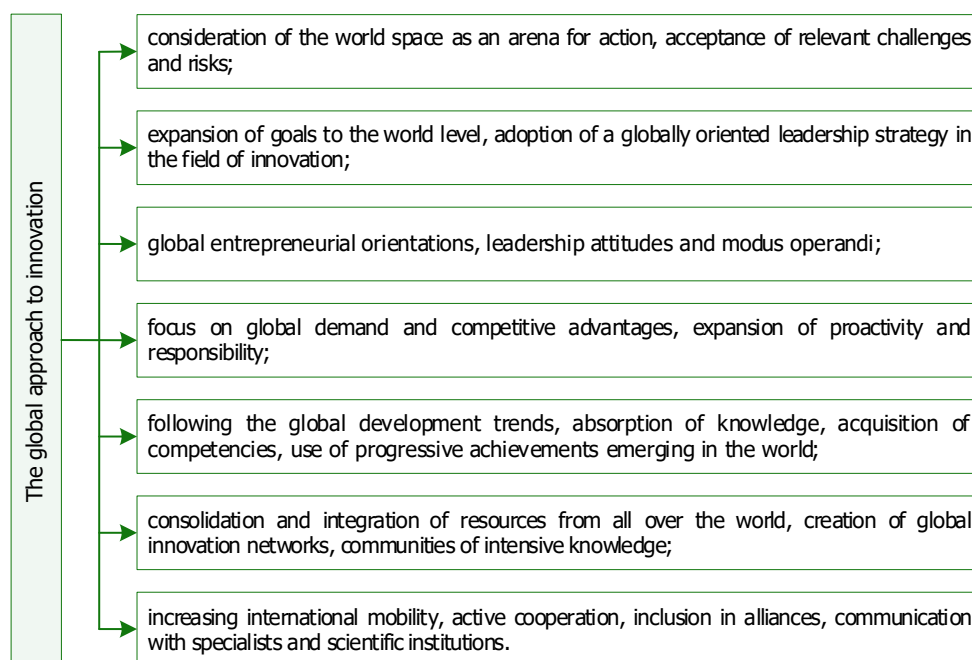 The global approach to innovation
consideration of the world space as an arena for action, acceptance of relevant challenges
and risks;
expansion of goals to the world level, adoption of a globally oriented leadership strategy in
the field of innovation;
global entrepreneurial orientations, leadership attitudes and modus operandi;
focus on global demand and competitive advantages, expansion of proactivity and
responsibility;
following the global development trends, absorption of knowledge, acquisition of
competencies, use of progressive achievements emerging in the world;
consolidation and integration of resources from all over the world, creation of global
innovation networks, communities of intensive knowledge;
increasing international mobility, active cooperation, inclusion in alliances, communication
with specialists and scientific institutions.